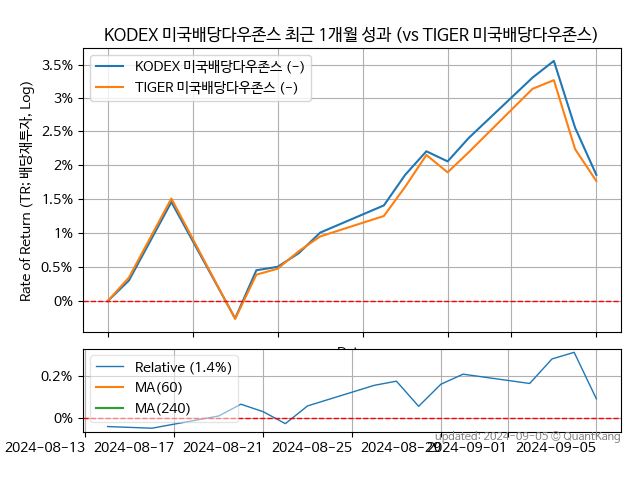 KODEX 미국배당다우존스 최근 1개월 성과 (vs TIGER 미국배당다우존스)
Rate of Return (TR: 배당재투자, Log)
3.5%
3%
2.5%
2%
1.5%
1%
0.5%
0%
KODEX 미국배당다우존스 (-)
TIGER 미국배당다우존스 (-)
0.2%
0%
Relative (1.4%)
MA(60)
MA(240)
updated: 2024-09-05 © QuantKang
2024-08-13 2024-08-17 2024-08-21 2024-08-25 2024-08-29 2024-09-01 2024-09-05